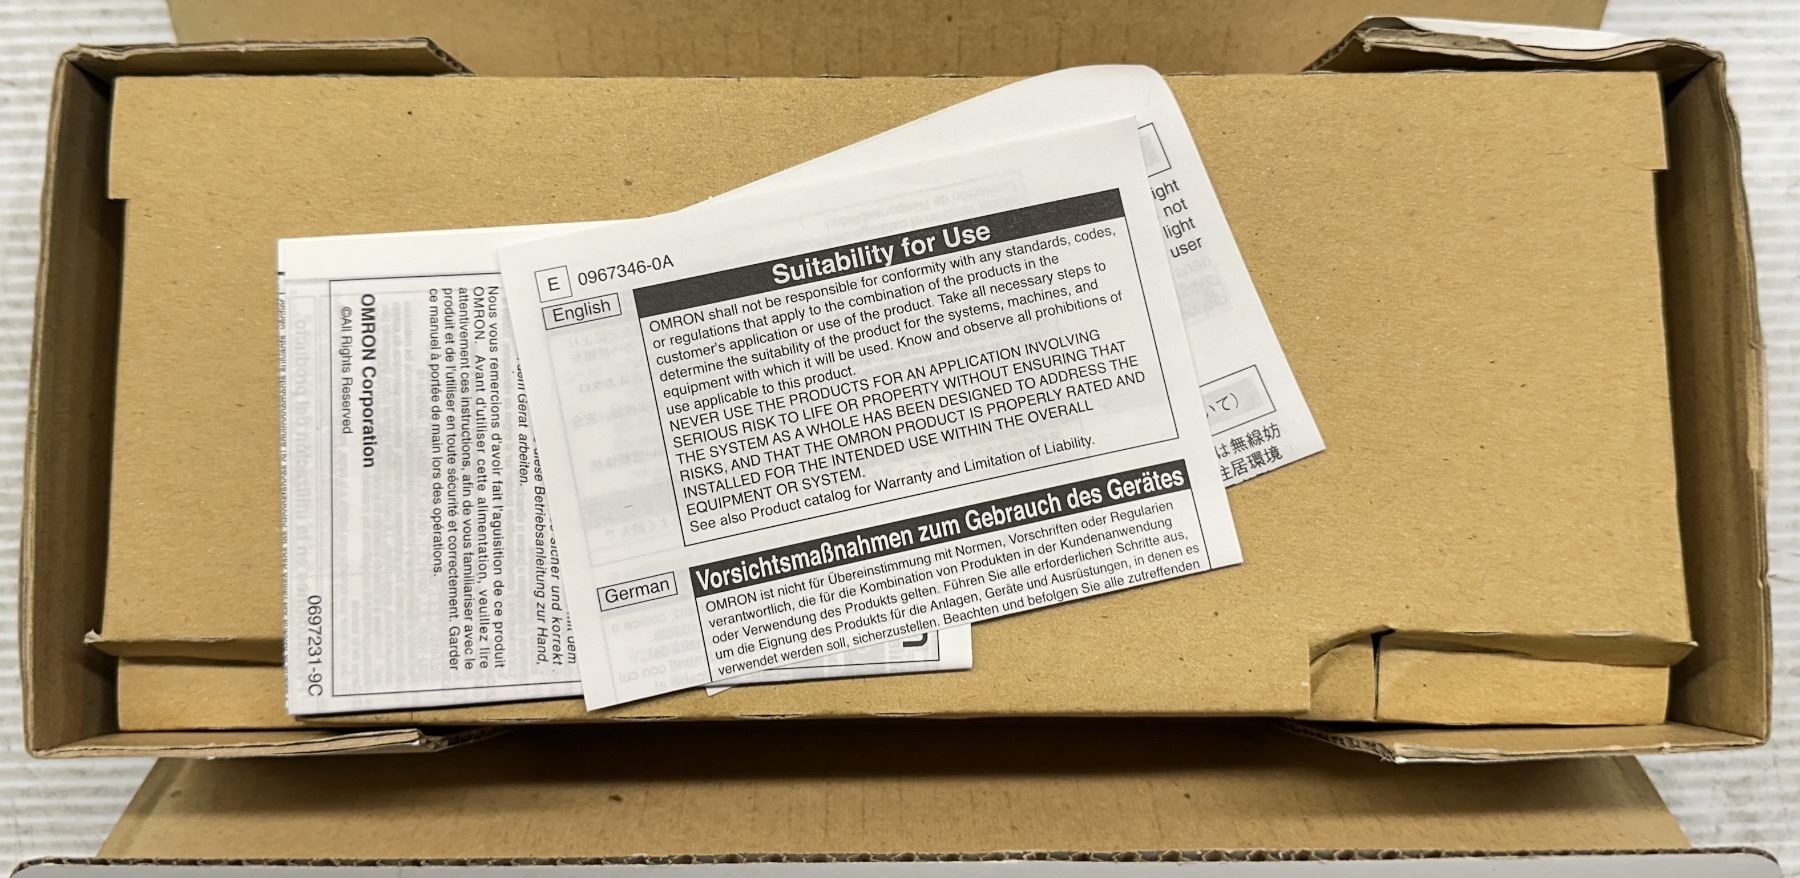 E 0967346-0A
English
Suitability for Use
OMRON shall not be responsible for conformity with any standards, codes,
or regulations that apply to the combination of the products in the
customer's application or use of the product. Take all necessary steps to
determine the suitability of the product for the systems, machines, and
equipment with which it will be used. Know and observe all prohibitions of
use applicable to this product.
NEVER USE THE PRODUCTS FOR AN APPLICATION INVOLVING
SERIOUS RISK TO LIFE OR PROPERTY WITHOUT ENSURING THAT
THE SYSTEM AS A WHOLE HAS BEEN DESIGNED TO ADDRESS THE
RISKS, AND THAT THE OMRON PRODUCT IS PROPERLY RATED AND
INSTALLED FOR THE INTENDED USE WITHIN THE OVERALL
EQUIPMENT OR SYSTEM.
See also Product catalog for Warranty and Limitation of Liability.
German
Vorsichtsmaßnahmen zum Gebrauch des Gerätes
OMRON ist nicht für Übereinstimmung mit Normen, Vorschriften oder Regularien
verantwortlich, die für die Kombination von Produkten in der Kundenanwendung
oder Verwendung des Produkts gelten. Führen Sie alle erforderlichen Schritte aus,
um die Eignung des Produkts für die Anlagen, Geräte und Ausrüstungen, in denen es
verwendet werden soll, sicherzustellen. Beachten und befolgen Sie alle zutreffenden
diese Betriebsanleitung zur Hand,
Gerät arbeiten.
Nous vous remercions d'avoir fait l'aguisition de ce produit
OMRON. Avant d'utiliser cette alimentation, veuillez lire
attentivement ces instructions, afin de vous familiariser avec le
produit et de l'utiliser en toute sécurité et correctement. Garder
ce manuel à portée de main lors des opérations.
OMRON Corporation
©All Rights Reserved
0697231-9C
ight
not
light
user
いて)
は無線妨
住居環境